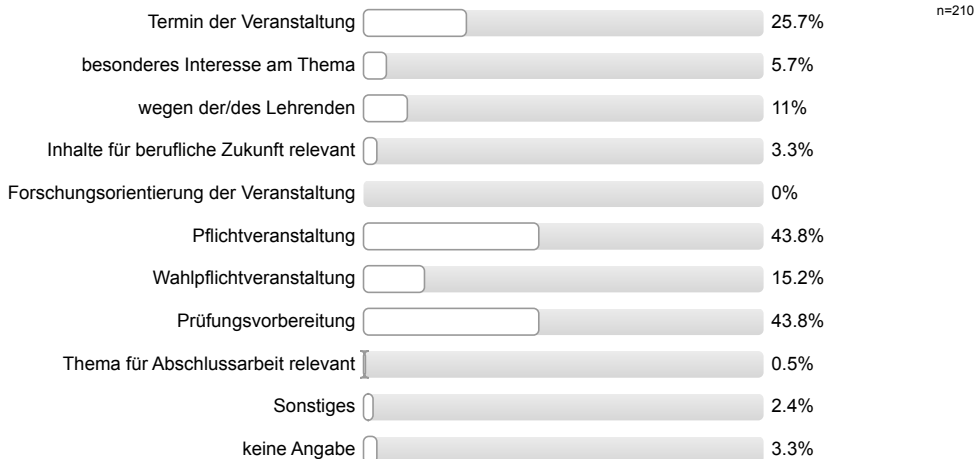 n=210
Termin der Veranstaltung 25.7%
besonderes Interesse am Thema 5.7%
wegen der/des Lehrenden 11%
Inhalte für berufliche Zukunft relevant 3.3%
Forschungsorientierung der Veranstaltung 0%
Pflichtveranstaltung 43.8%
Wahlpflichtveranstaltung 15.2%
Prüfungsvorbereitung 43.8%
Thema für Abschlussarbeit relevant 0.5%
Sonstiges 2.4%
keine Angabe 3.3%